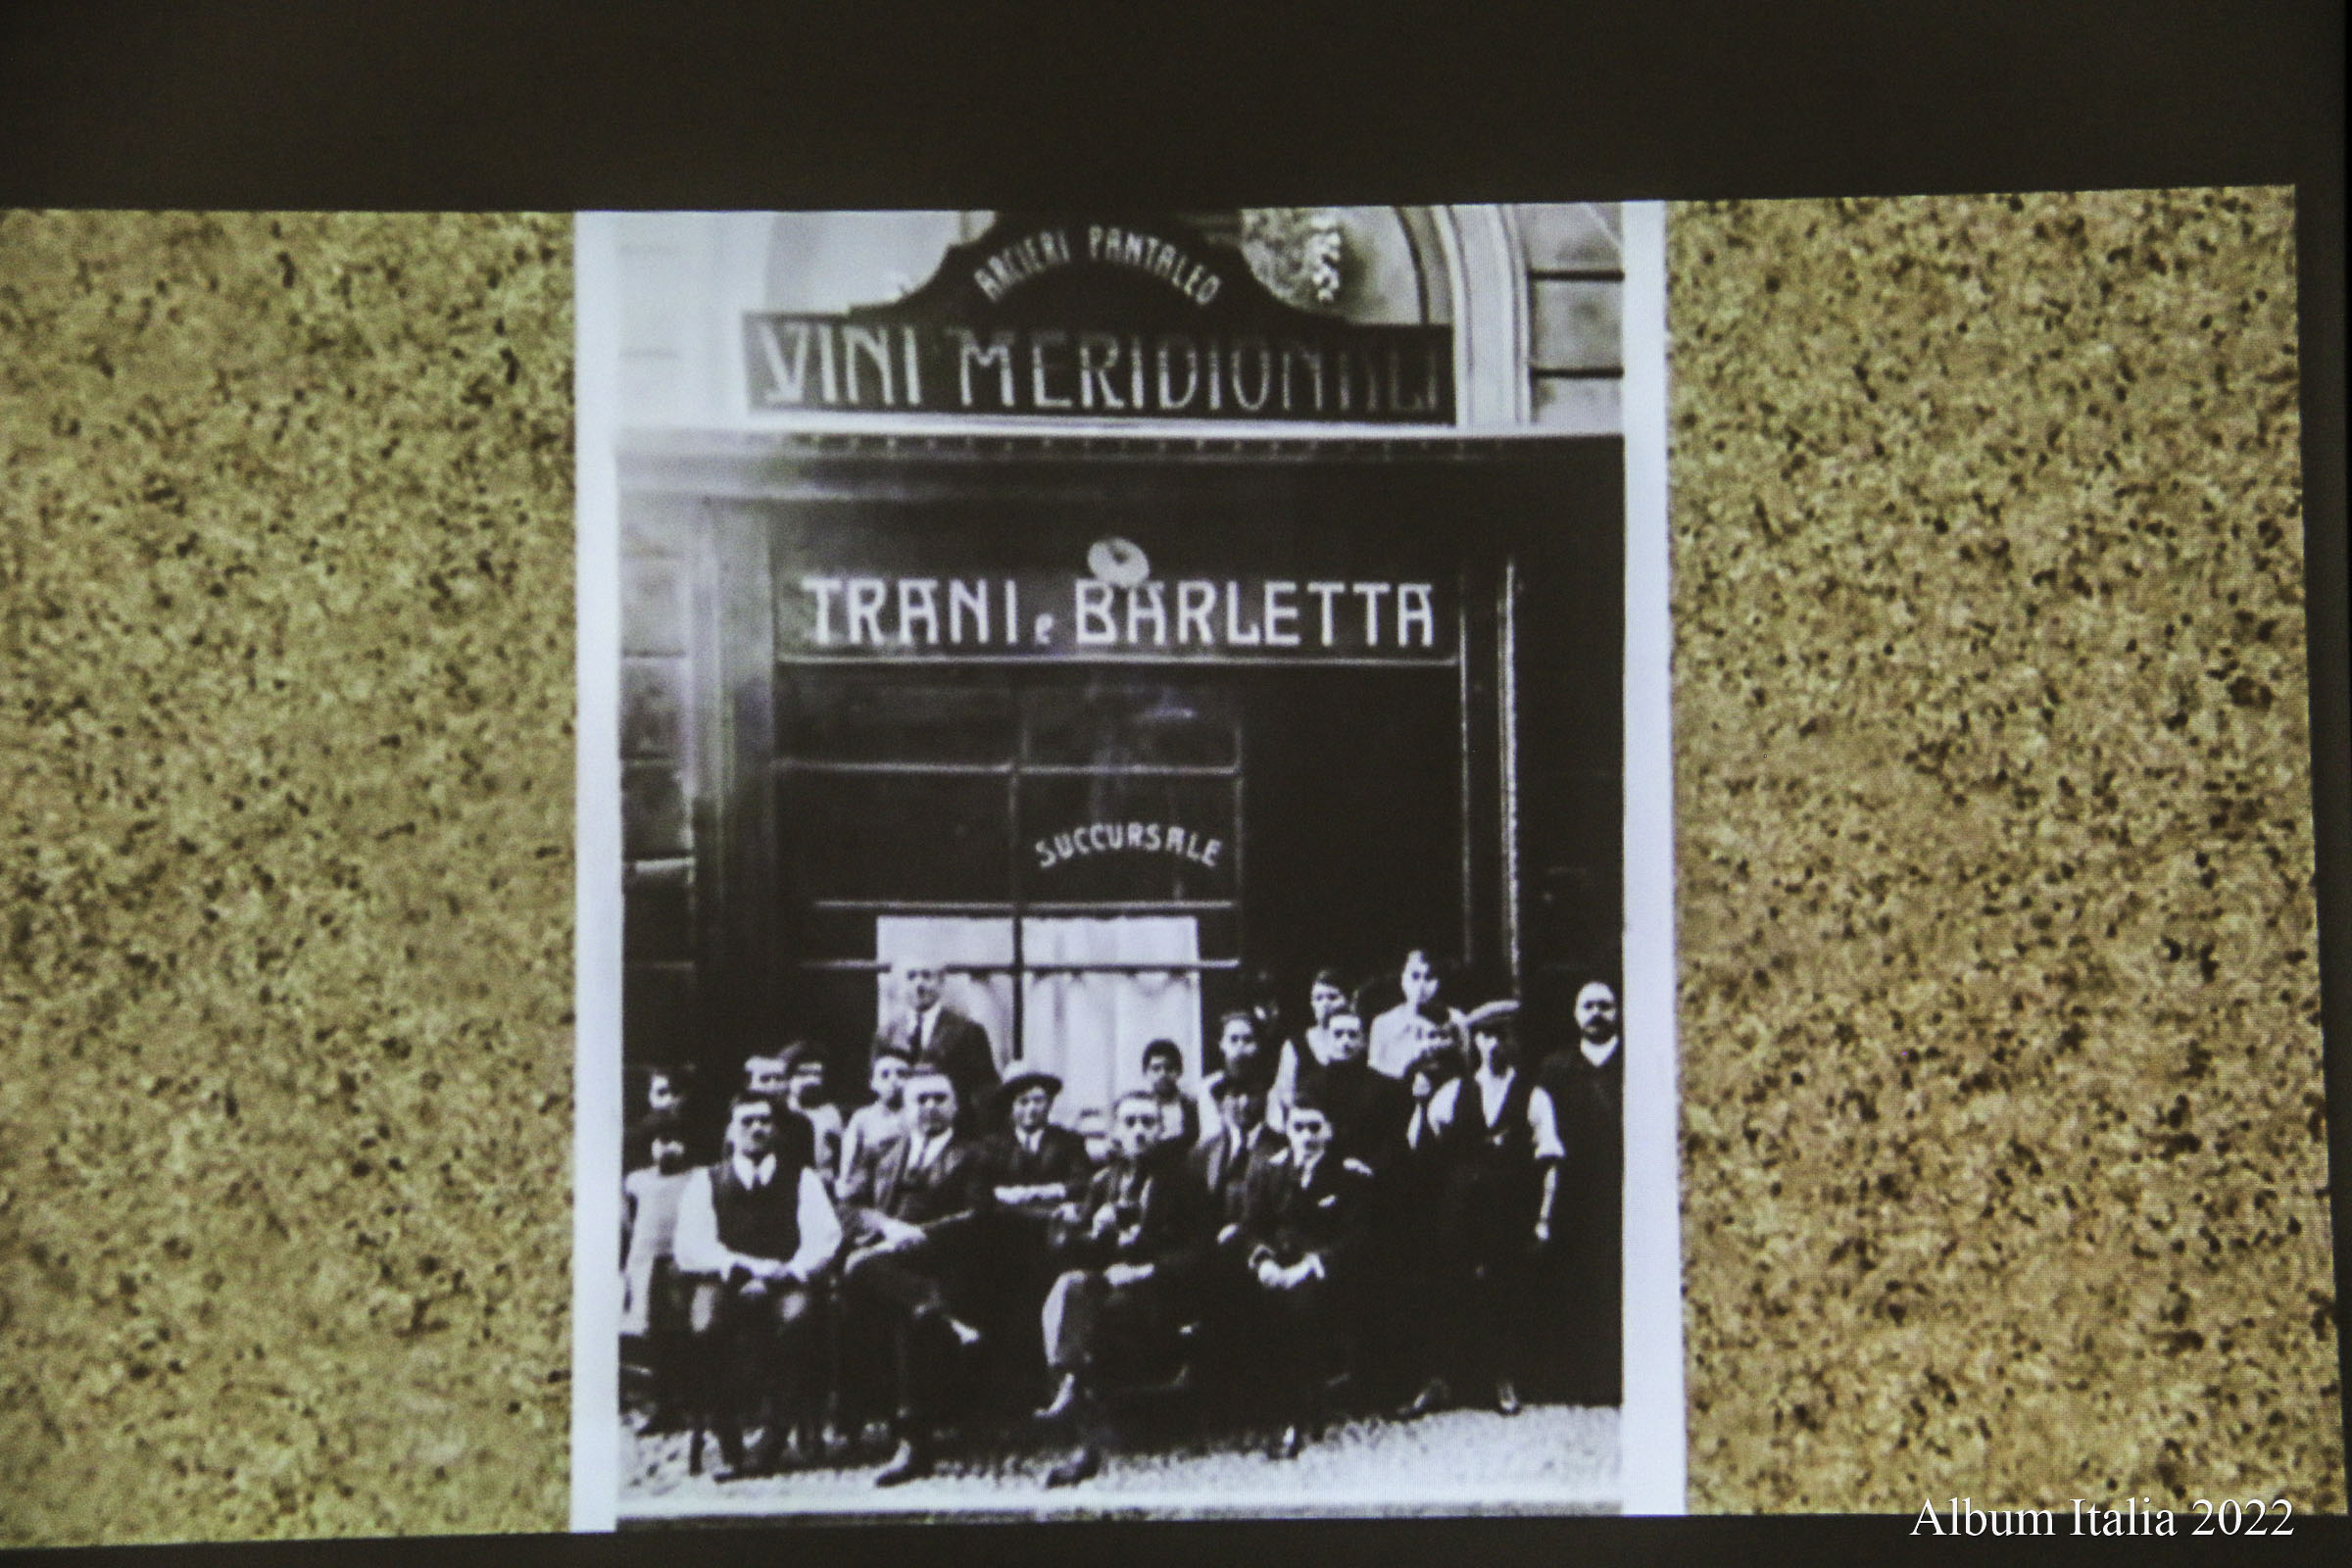 ARCIERI PANTALEO
VINI MERIDIONALI
TRANI e BARLETTA
SUCCURSALE
Album Italia 2022